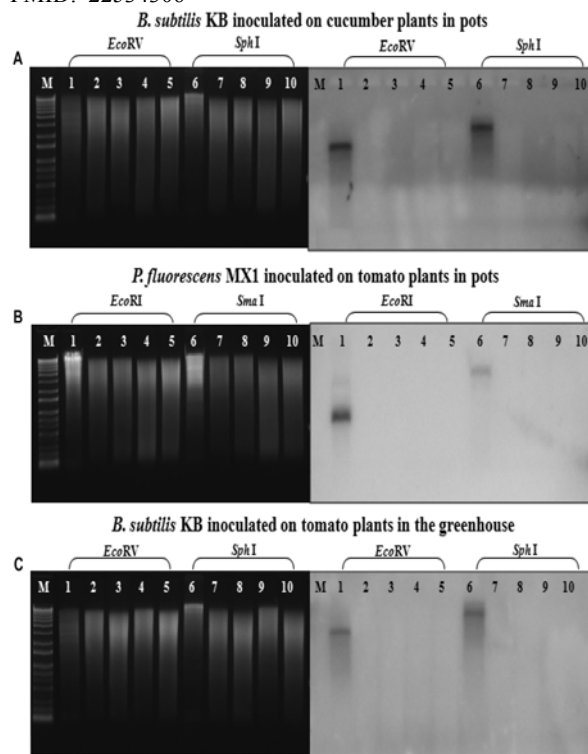 PMID: 22534300
B. subtilis KB inoculated on cucumber plants in pots
EcoRV SphI EcoRV SphI
A
M 1 2 3 4 5 6 7 8 9 10 M 1 2 3 4 5 6 7 8 9 10
P. fluorescens MX1 inoculated on tomato plants in pots
EcoRI Sma I EcoRI Sma I
B
M 1 2 3 4 5 6 7 8 9 10 M 1 2 3 4 5 6 7 8 9 10
B. subtilis KB inoculated on tomato plants in the greenhouse
EcoRV SphI EcoRV SphI
C
M 1 2 3 4 5 6 7 8 9 10 M 1 2 3 4 5 6 7 8 9 10